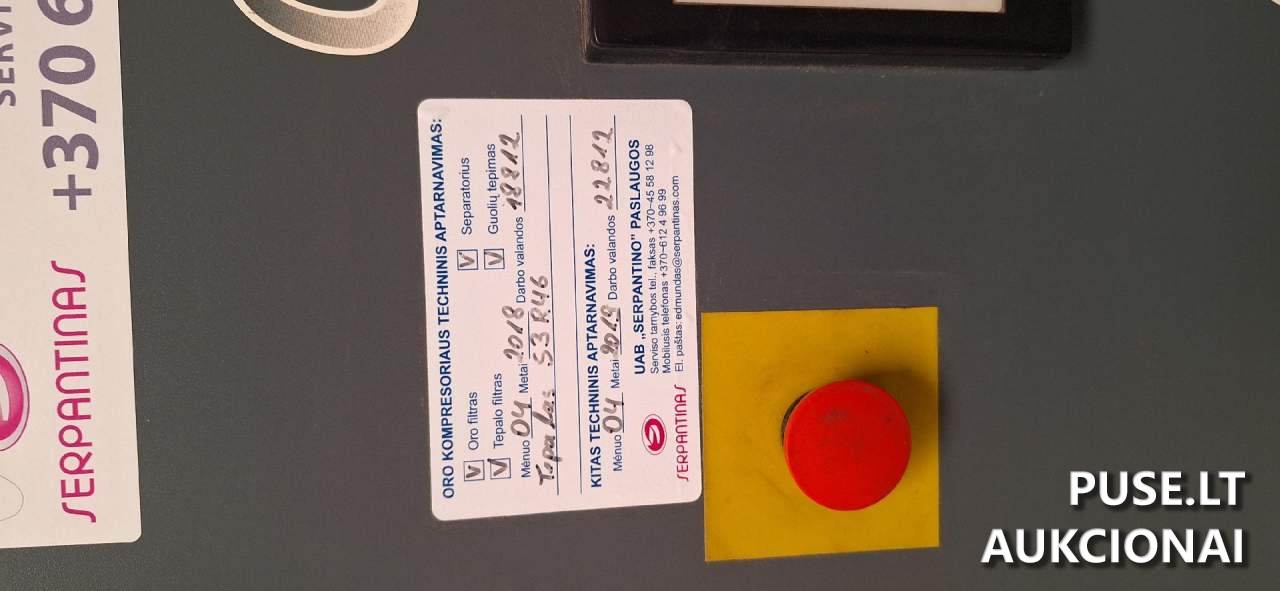 SERVI
+370 6
SERPANTINAS
ORO KOMPRESORIAUS TECHNINIS APTARNAVIMAS:
V Oro filtras V Separatorius
V Tepalo filtras V Guolių tepimas
Mėnuo 04 Metai 2018 Darbo valandos 18812
Tepalas S3R46
KITAS TECHNINIS APTARNAVIMAS:
Mėnuo 04 Metai 2019 Darbo valandos 22812
UAB „SERPANTINO" PASLAUGOS
Serviso tarnybos tel., faksas +370-45 58 12 98
Mobilusis telefonas +370-612 4 96 99
El. paštas: edmundas@serpantinas.com
SERPANTINAS
PUSE.LT
AUKCIONAI